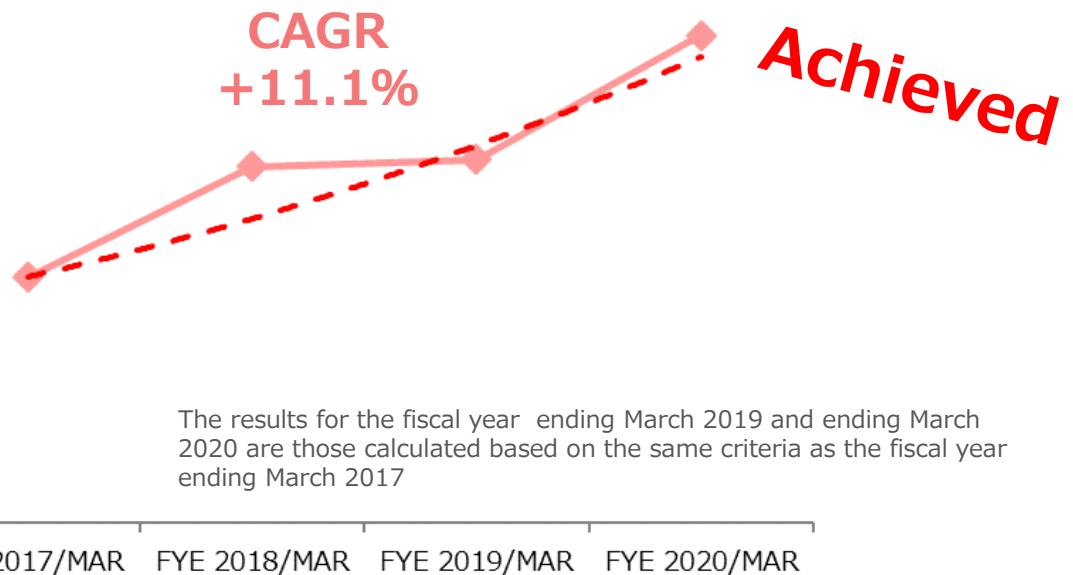 CAGR
+11.1%
Achieved
The results for the fiscal year ending March 2019 and ending March
2020 are those calculated based on the same criteria as the fiscal year
ending March 2017
2017/MAR FYE 2018/MAR FYE 2019/MAR FYE 2020/MAR